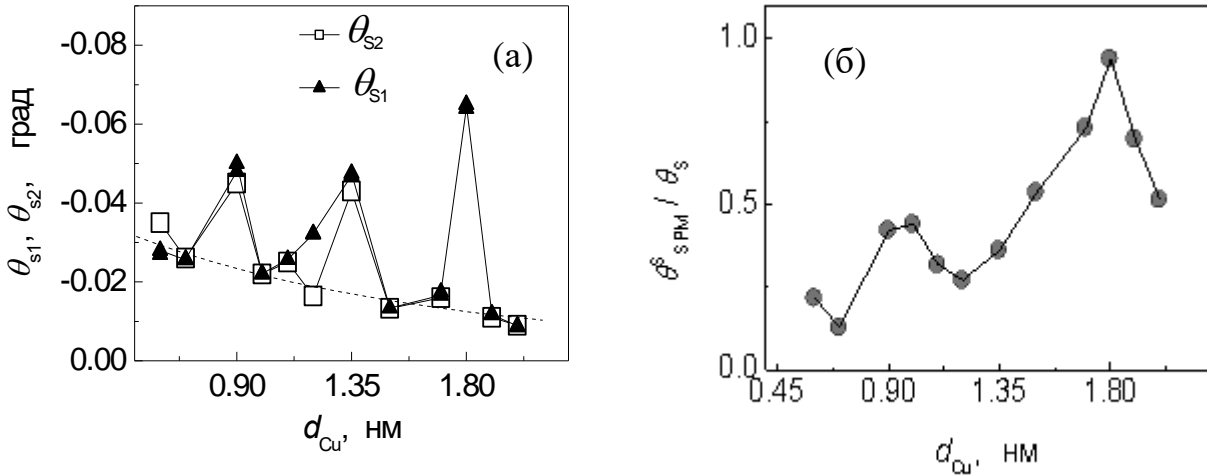 (а)
θS2
θS1
-0.08
-0.06
-0.04
-0.02
0.00
θs1, θs2, град
0.90 1.35 1.80
dCu, нм
(б)
1.0
0.5
0.0
θS S PM / θS
0.45 0.90 1.35 1.80
dCu, нм